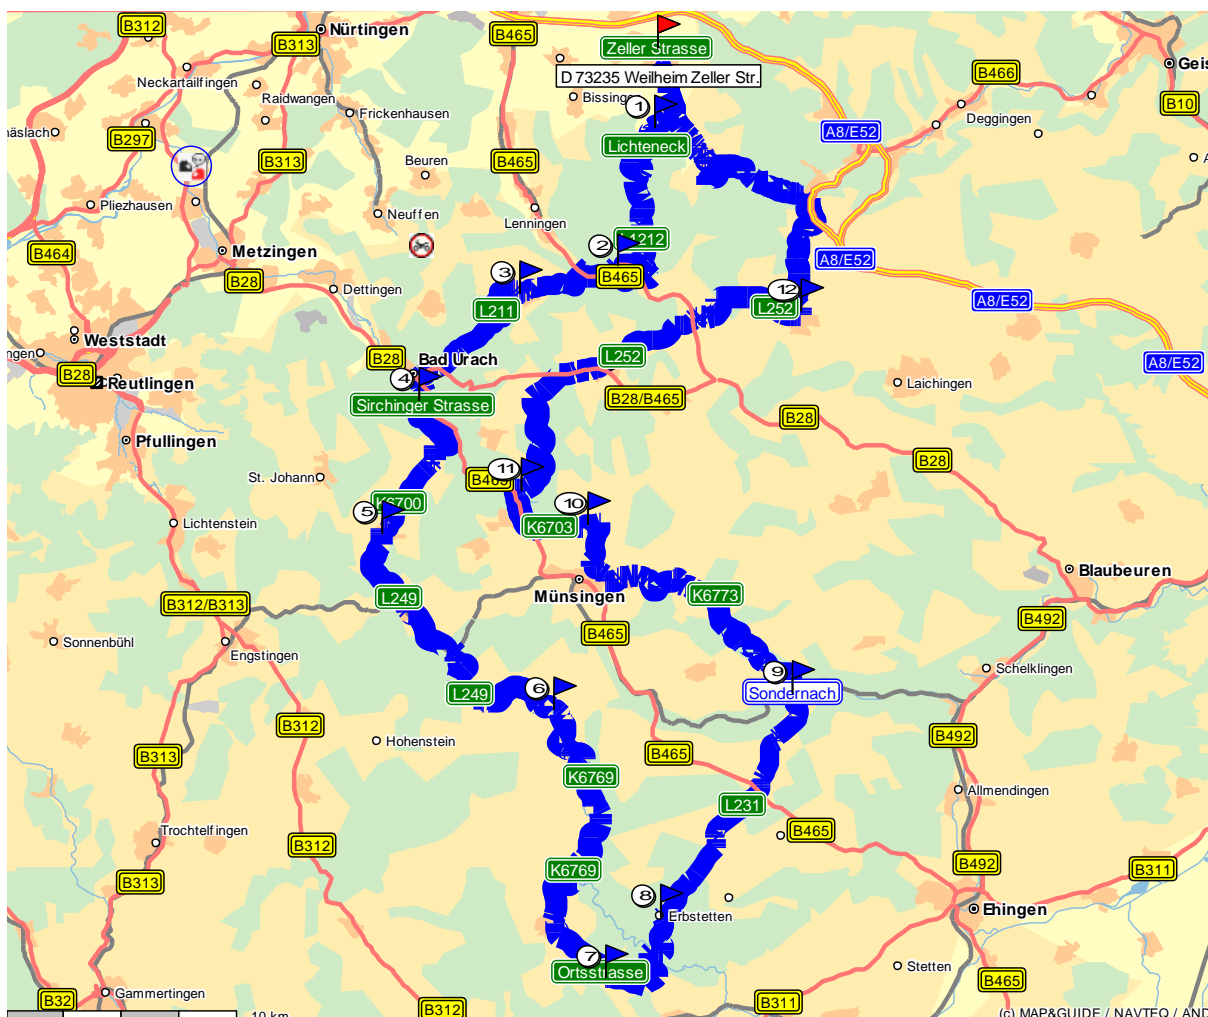 B312
Nürtingen
B313
B465
Zeller Strasse
D 73235 Weilheim Zeller Str.
B466
B10
Neckartailfingen
Raidwangen
Frickenhausen
1
Deggingen
A8/E52
B297
B313
Beuren
B465
Lichteneck
Pliezhausen
Neuffen
Lenningen
B464
Metzingen
B28
2
A8/E52
Dettingen
3
B465
12
L252
A8/E52
L211
Weststadt
B28
Bad Urach
L252
A8/E52
B28
Reutlingen
4
Sirchinger Strasse
B28/B465
Laichingen
B28
Pfullingen
St. Johann
11
B28
10
5
K6700
Lichtenstein
K6703
Münsingen
Blaubeuren
L249
K6773
B312/B313
B492
Sonnenbühl
Engstingen
B465
9
Schelklingen
L249
6
Sondernach
B312
Hohenstein
B492
B313
B465
K6769
Allmendingen
L231
Trochtelfingen
B312
B465
B492
B313
K6769
B311
8
Erbstetten
Ehingen
7
Ortsstrasse
Stetten
B32
Gammertingen
B312
B311
B465
10 km
(c) MAP&GUIDE / NAVTEQ / AND